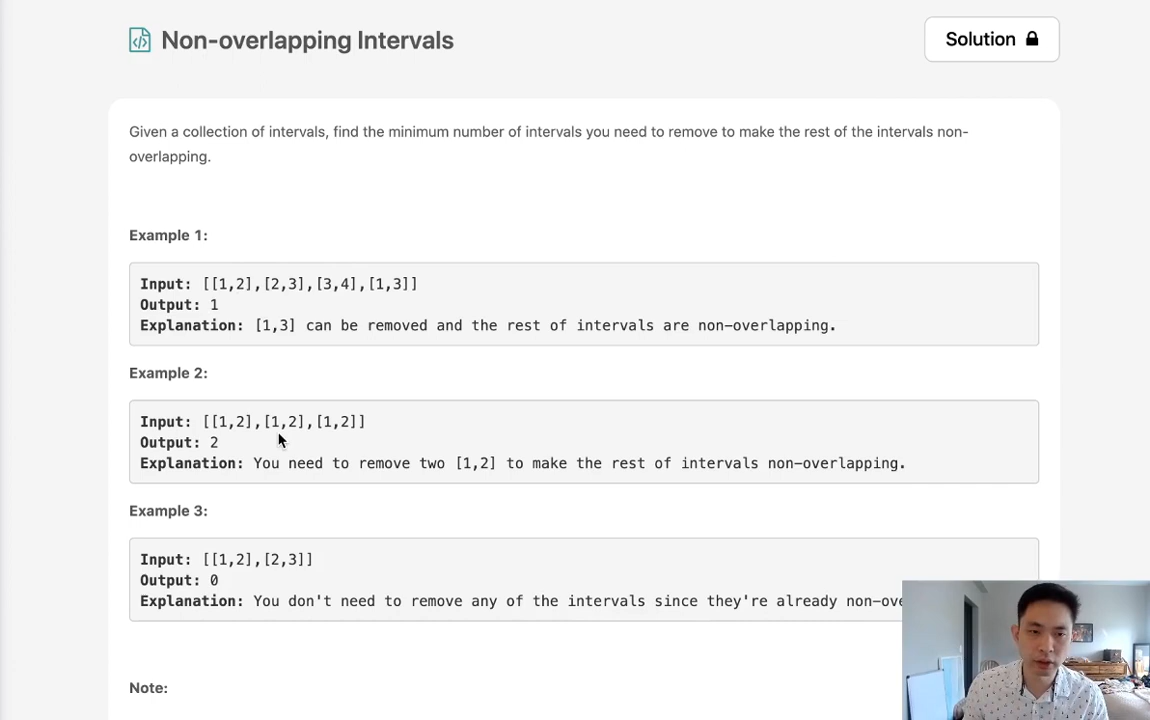 Non-overlapping Intervals
Solution
Given a collection of intervals, find the minimum number of intervals you need to remove to make the rest of the intervals non-
overlapping.
Example 1:
Input: [[1,2],[2,3],[3,4],[1,3]]
Output: 1
Explanation: [1,3] can be removed and the rest of intervals are non-overlapping.
Example 2:
Input: [[1,2],[1,2],[1,2]]
Output: 2
Explanation: You need to remove two [1,2] to make the rest of intervals non-overlapping.
Example 3:
Input: [[1,2],[2,3]]
Output: 0
Explanation: You don't need to remove any of the intervals since they're already non-ove
Note: